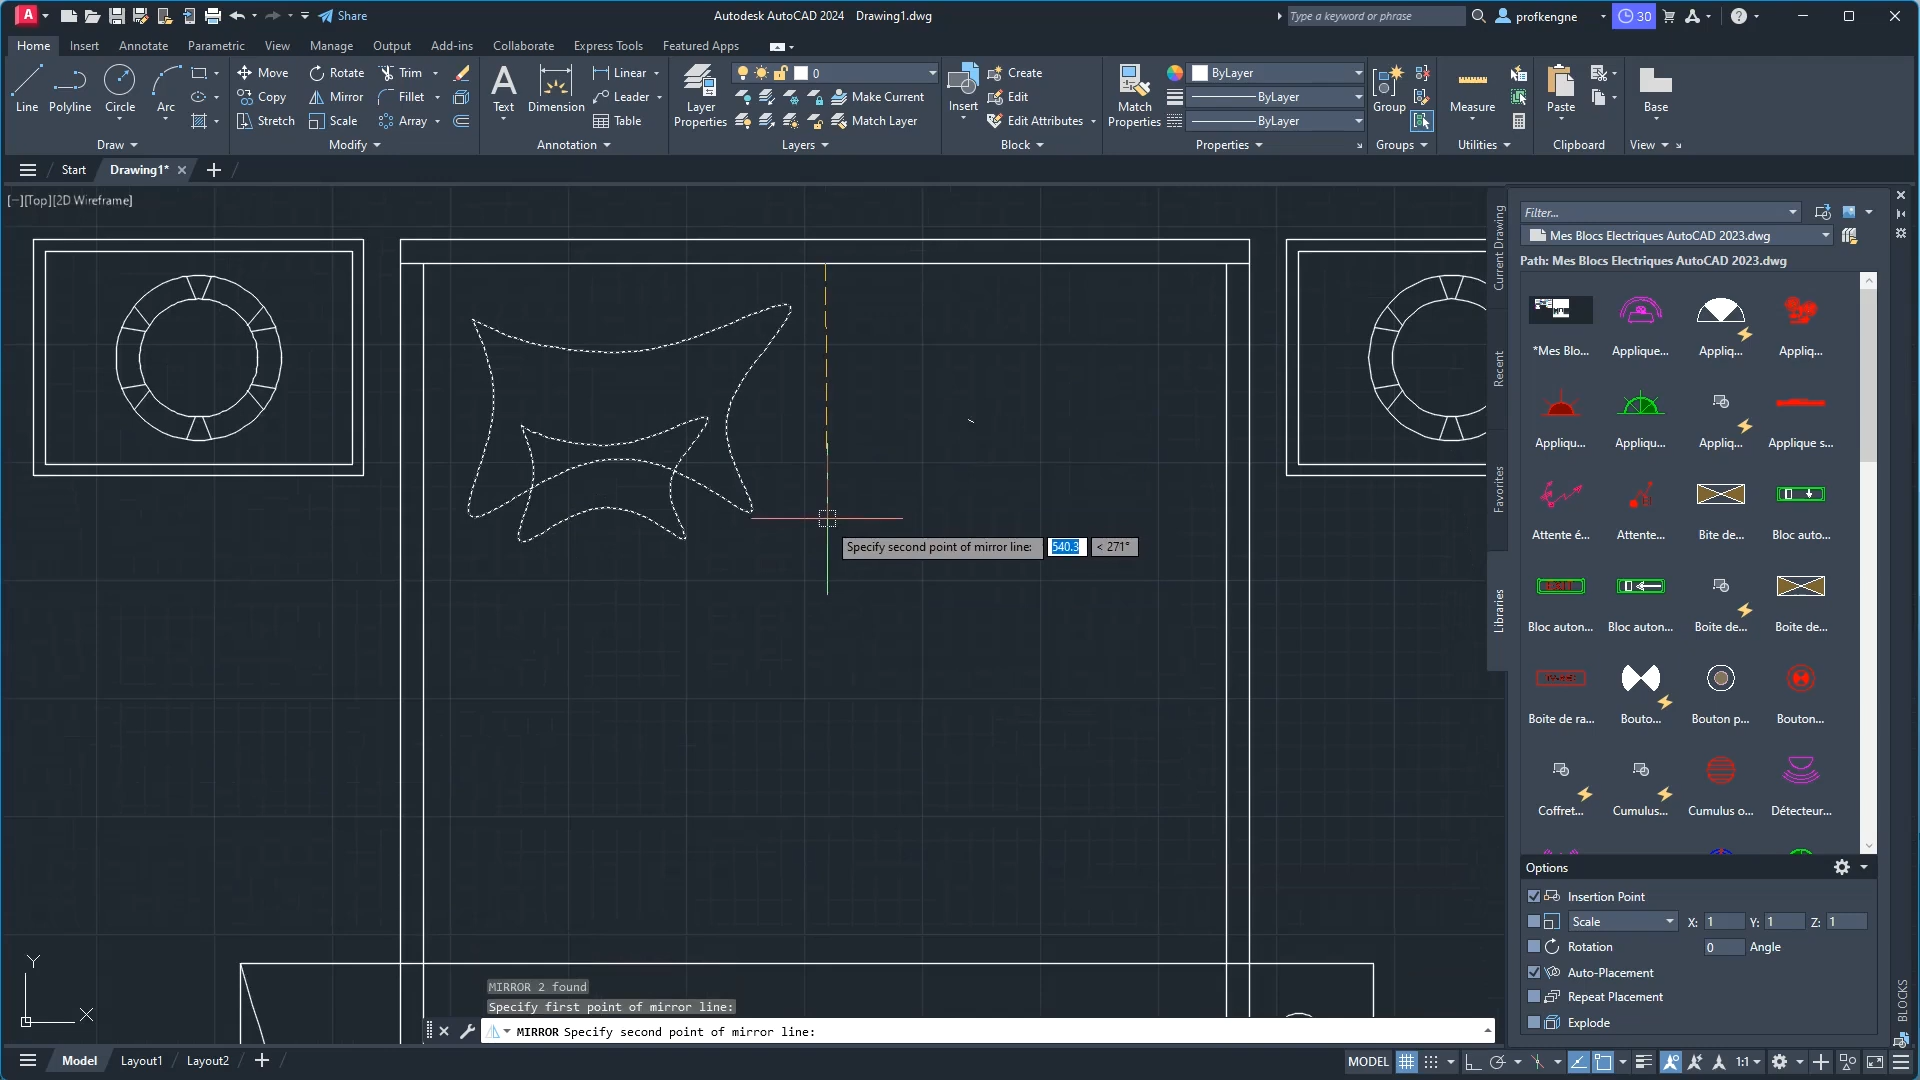 Share
Autodesk AutoCAD 2024 Drawing1.dwg
Type a keyword or phrase
profkengne
30
Home Insert Annotate Parametric View Manage Output Add-ins Collaborate Express Tools Featured Apps
Line Polyline Circle Arc
Move Rotate Trim
Copy Mirror Fillet
Stretch Scale Array
Text Dimension
Linear
Leader
Table
Layer Properties
0
Make Current
Match Layer
Insert
Create
Edit
Edit Attributes
Match Properties
ByLayer
ByLayer
ByLayer
Group
Measure
Paste
Base
Draw Modify Annotation Layers Block Properties Groups Utilities Clipboard View
Start Drawing1*
[−][Top][2D Wireframe]
Specify second point of mirror line: 540.3 < 271°
Y
X
MIRROR 2 found
Specify first point of mirror line:
MIRROR Specify second point of mirror line:
Current Drawing
Recent
Favorites
Libraries
Filter...
Mes Blocs Electriques AutoCAD 2023.dwg
Path: Mes Blocs Electriques AutoCAD 2023.dwg
*Mes Blo... Applique... Appliq... Appliq...
Appliqu... Appliqu... Appliq... Applique s...
Attente é... Attente... Bite de... Bloc auto...
Bloc auton... Bloc auton... Boite de... Boite de...
Boite de ra... Bouto... Bouton p... Bouton...
Coffret... Cumulus... Cumulus o... Détecteur...
Options
Insertion Point
Scale X: 1 Y: 1 Z: 1
Rotation 0 Angle
Auto-Placement
Repeat Placement
Explode
BLOCKS
Model Layout1 Layout2
MODEL 1:1